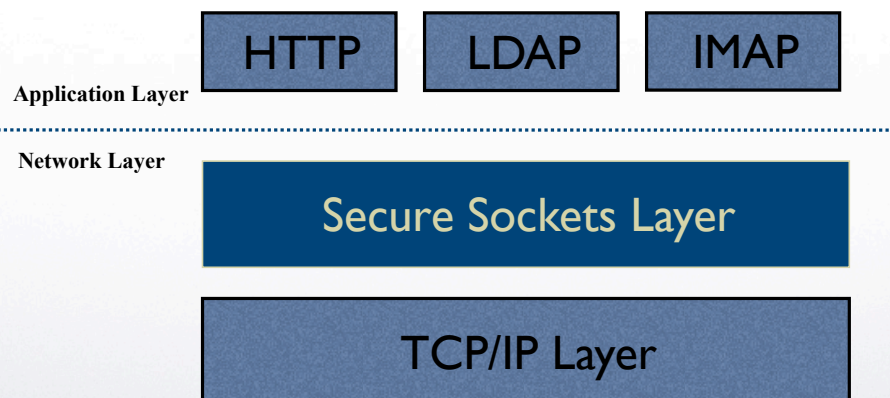 HTTP LDAP IMAP
Application Layer
Network Layer
Secure Sockets Layer
TCP/IP Layer